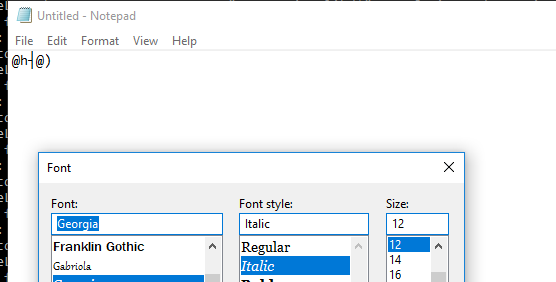 Untitled - Notepad
File Edit Format View Help
@h-@)
Font
Font: Font style: Size:
Georgia Italic 12
Franklin Gothic Regular 12
Gabriola Italic 14
16